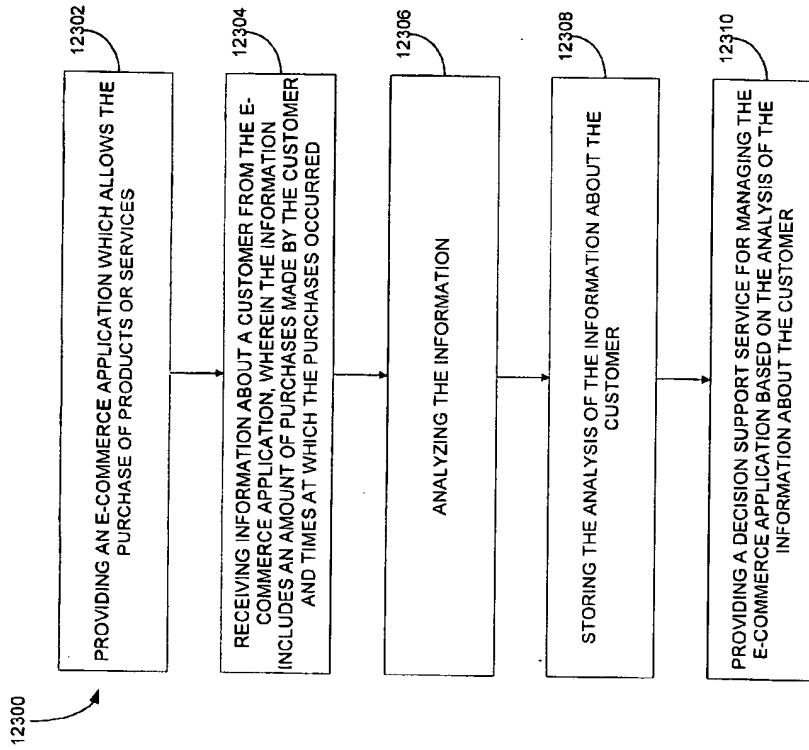 12300
12302
PROVIDING AN E-COMMERCE APPLICATION WHICH ALLOWS THE
PURCHASE OF PRODUCTS OR SERVICES
12304
RECEIVING INFORMATION ABOUT A CUSTOMER FROM THE E-
COMMERCE APPLICATION, WHEREIN THE INFORMATION
INCLUDES AN AMOUNT OF PURCHASES MADE BY THE CUSTOMER
AND TIMES AT WHICH THE PURCHASES OCCURRED
12306
ANALYZING THE INFORMATION
12308
STORING THE ANALYSIS OF THE INFORMATION ABOUT THE
CUSTOMER
12310
PROVIDING A DECISION SUPPORT SERVICE FOR MANAGING THE
E-COMMERCE APPLICATION BASED ON THE ANALYSIS OF THE
INFORMATION ABOUT THE CUSTOMER